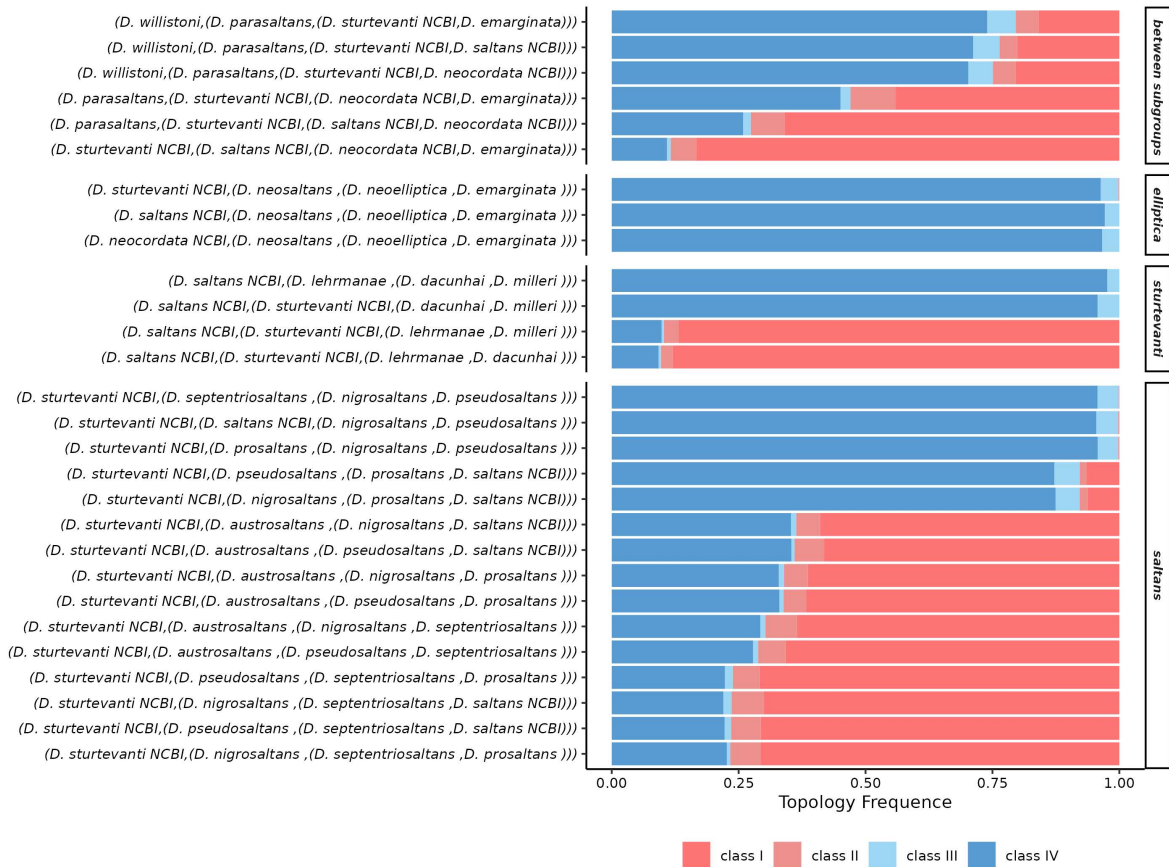 (D. willistoni,(D. parasaltans,(D. sturtevanti NCBI,D. emarginata)))
(D. willistoni,(D. parasaltans,(D. sturtevanti NCBI,D. saltans NCBI)))
(D. willistoni,(D. parasaltans,(D. sturtevanti NCBI,D. neocordata NCBI)))
(D. parasaltans,(D. sturtevanti NCBI,(D. neocordata NCBI,D. emarginata)))
(D. parasaltans,(D. sturtevanti NCBI,(D. saltans NCBI,D. neocordata NCBI)))
(D. sturtevanti NCBI,(D. saltans NCBI,(D. neocordata NCBI,D. emarginata)))
between subgroups
(D. sturtevanti NCBI,(D. neosaltans ,(D. neoelliptica ,D. emarginata )))
(D. saltans NCBI,(D. neosaltans ,(D. neoelliptica ,D. emarginata )))
(D. neocordata NCBI,(D. neosaltans ,(D. neoelliptica ,D. emarginata )))
elliptica
(D. saltans NCBI,(D. lehrmanae ,(D. dacunhai ,D. milleri )))
(D. saltans NCBI,(D. sturtevanti NCBI,(D. dacunhai ,D. milleri )))
(D. saltans NCBI,(D. sturtevanti NCBI,(D. lehrmanae ,D. milleri )))
(D. saltans NCBI,(D. sturtevanti NCBI,(D. lehrmanae ,D. dacunhai )))
sturtevanti
(D. sturtevanti NCBI,(D. septentriosaltans ,(D. nigrosaltans ,D. pseudosaltans )))
(D. sturtevanti NCBI,(D. saltans NCBI,(D. nigrosaltans ,D. pseudosaltans )))
(D. sturtevanti NCBI,(D. prosaltans ,(D. nigrosaltans ,D. pseudosaltans )))
(D. sturtevanti NCBI,(D. pseudosaltans ,(D. prosaltans ,D. saltans NCBI)))
(D. sturtevanti NCBI,(D. nigrosaltans ,(D. prosaltans ,D. saltans NCBI)))
(D. sturtevanti NCBI,(D. austrosaltans ,(D. nigrosaltans ,D. saltans NCBI)))
(D. sturtevanti NCBI,(D. austrosaltans ,(D. pseudosaltans ,D. saltans NCBI)))
(D. sturtevanti NCBI,(D. austrosaltans ,(D. nigrosaltans ,D. prosaltans )))
(D. sturtevanti NCBI,(D. austrosaltans ,(D. pseudosaltans ,D. prosaltans )))
(D. sturtevanti NCBI,(D. austrosaltans ,(D. nigrosaltans ,D. septentriosaltans )))
(D. sturtevanti NCBI,(D. austrosaltans ,(D. pseudosaltans ,D. septentriosaltans )))
(D. sturtevanti NCBI,(D. pseudosaltans ,(D. septentriosaltans ,D. prosaltans )))
(D. sturtevanti NCBI,(D. nigrosaltans ,(D. septentriosaltans ,D. saltans NCBI)))
(D. sturtevanti NCBI,(D. pseudosaltans ,(D. septentriosaltans ,D. saltans NCBI)))
(D. sturtevanti NCBI,(D. nigrosaltans ,(D. septentriosaltans ,D. prosaltans )))
saltans
0.00 0.25 0.50 0.75 1.00
Topology Frequence
class I class II class III class IV